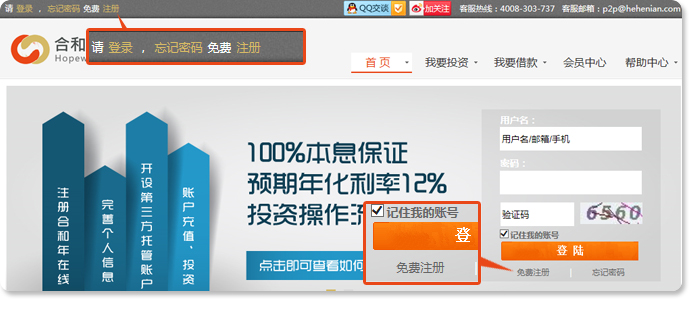 请 登录 ， 忘记密码 免费 注册
QQ交谈 加关注 客服热线：4008-303-737 客服邮箱：p2p@hehenian.com
合和
Hopew
请 登录 ， 忘记密码 免费 注册
首 页 我要投资 我要借款 会员中心 帮助中心
注册合和年在线
完善个人信息
开设第三方托管账户
账户充值，投资
100%本息保证
预期年化利率12%
投资操作流
点击即可查看如何
用户名：
用户名/邮箱/手机
密码：
验证码 6560
记住我的账号
登 陆
免费注册 | 忘记密码
记住我的账号
登
免费注册